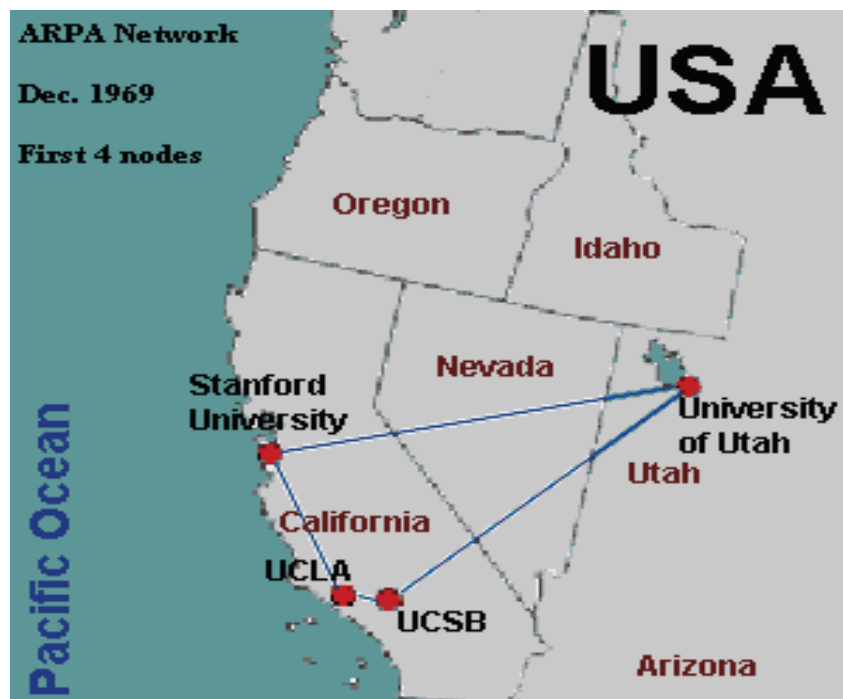 ARPA Network
Dec. 1969
First 4 nodes
USA
Oregon
Idaho
Nevada
Stanford
University
University
of Utah
Utah
California
UCLA
UCSB
Arizona
Pacific Ocean